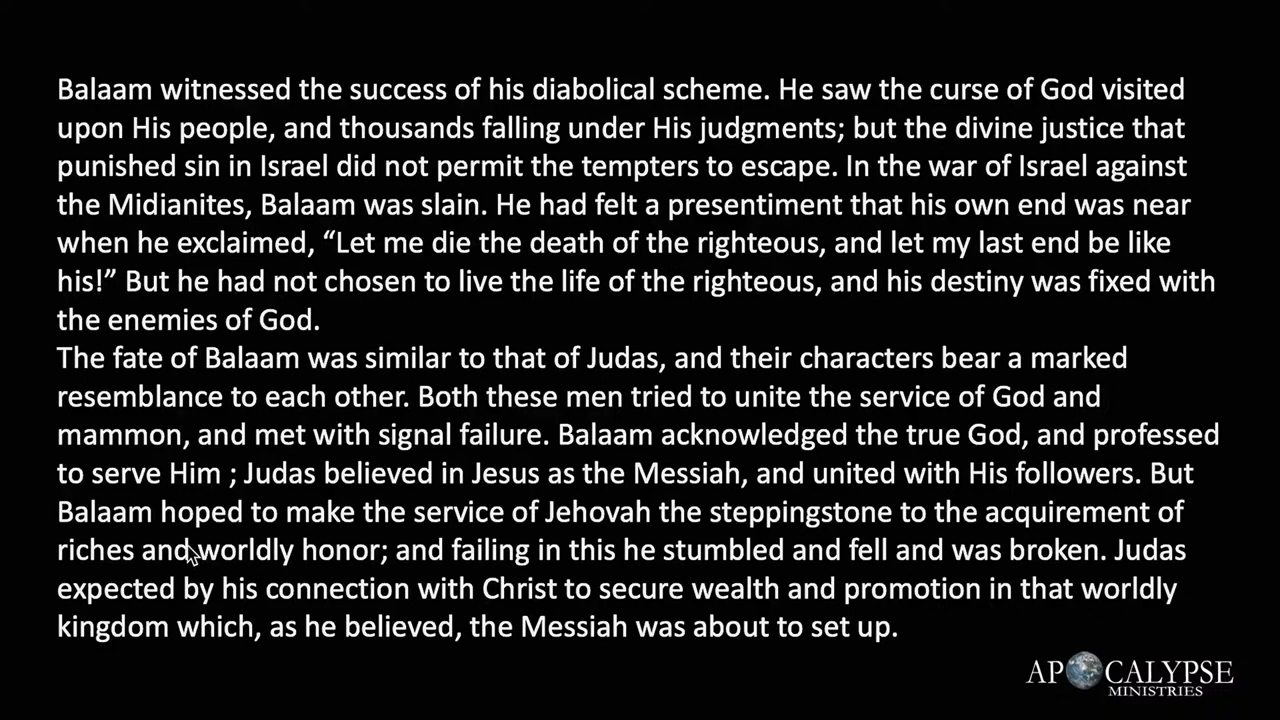 Balaam witnessed the success of his diabolical scheme. He saw the curse of God visited
upon His people, and thousands falling under His judgments; but the divine justice that
punished sin in Israel did not permit the tempters to escape. In the war of Israel against
the Midianites, Balaam was slain. He had felt a presentiment that his own end was near
when he exclaimed, “Let me die the death of the righteous, and let my last end be like
his!” But he had not chosen to live the life of the righteous, and his destiny was fixed with
the enemies of God.
The fate of Balaam was similar to that of Judas, and their characters bear a marked
resemblance to each other. Both these men tried to unite the service of God and
mammon, and met with signal failure. Balaam acknowledged the true God, and professed
to serve Him ; Judas believed in Jesus as the Messiah, and united with His followers. But
Balaam hoped to make the service of Jehovah the steppingstone to the acquirement of
riches and worldly honor; and failing in this he stumbled and fell and was broken. Judas
expected by his connection with Christ to secure wealth and promotion in that worldly
kingdom which, as he believed, the Messiah was about to set up.
APOCALYPSE
MINISTRIES